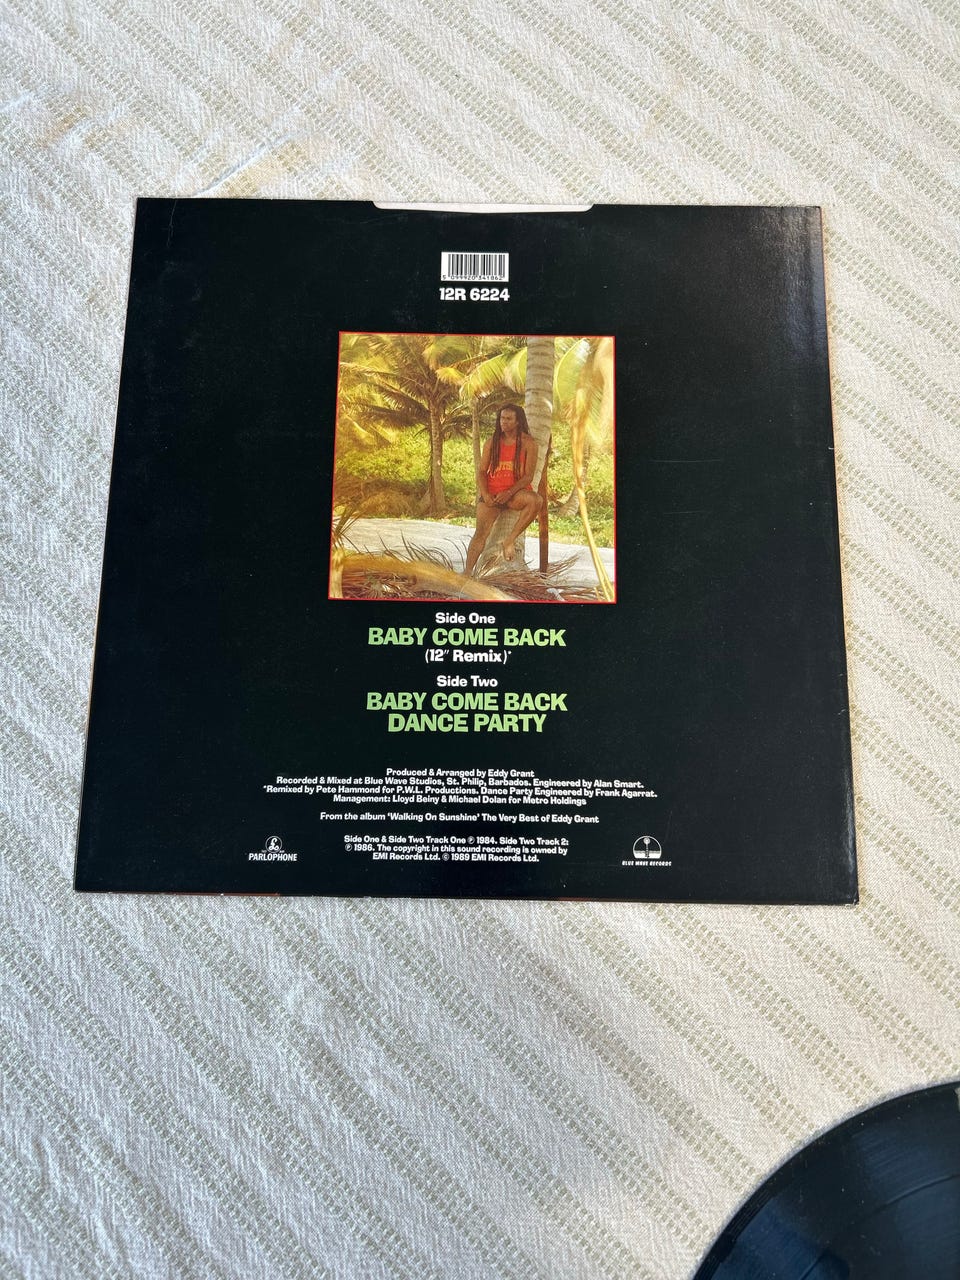 5 099920 341862
12R 6224
Side One
BABY COME BACK
(12" Remix)*
Side Two
BABY COME BACK
DANCE PARTY
Produced & Arranged by Eddy Grant
Recorded & Mixed at Blue Wave Studios, St. Philip, Barbados. Engineered by Alan Smart.
*Remixed by Pete Hammond for P.W.L. Productions. Dance Party Engineered by Frank Agarrat.
Management: Lloyd Beiny & Michael Dolan for Metro Holdings
From the album 'Walking On Sunshine' The Very Best of Eddy Grant
Side One & Side Two Track One ℗ 1984. Side Two Track 2:
℗ 1986. The copyright in this sound recording is owned by
EMI Records Ltd. © 1989 EMI Records Ltd.
£
PARLOPHONE
BLUE WAVE RECORDS